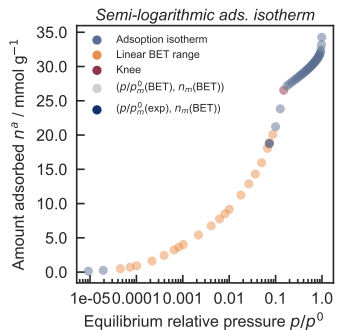 Semi-logarithmic ads. isotherm
Adsoption isotherm
Linear BET range
Knee
(p/p⁰ₘ(BET), nₘ(BET))
(p/p⁰ₘ(exp), nₘ(BET))
Amount adsorbed nᵃ / mmol g⁻¹
35.0
30.0
25.0
20.0
15.0
10.0
5.0
0.0
1e-05 0.0001 0.001 0.01 0.1 1.0
Equilibrium relative pressure p/p⁰